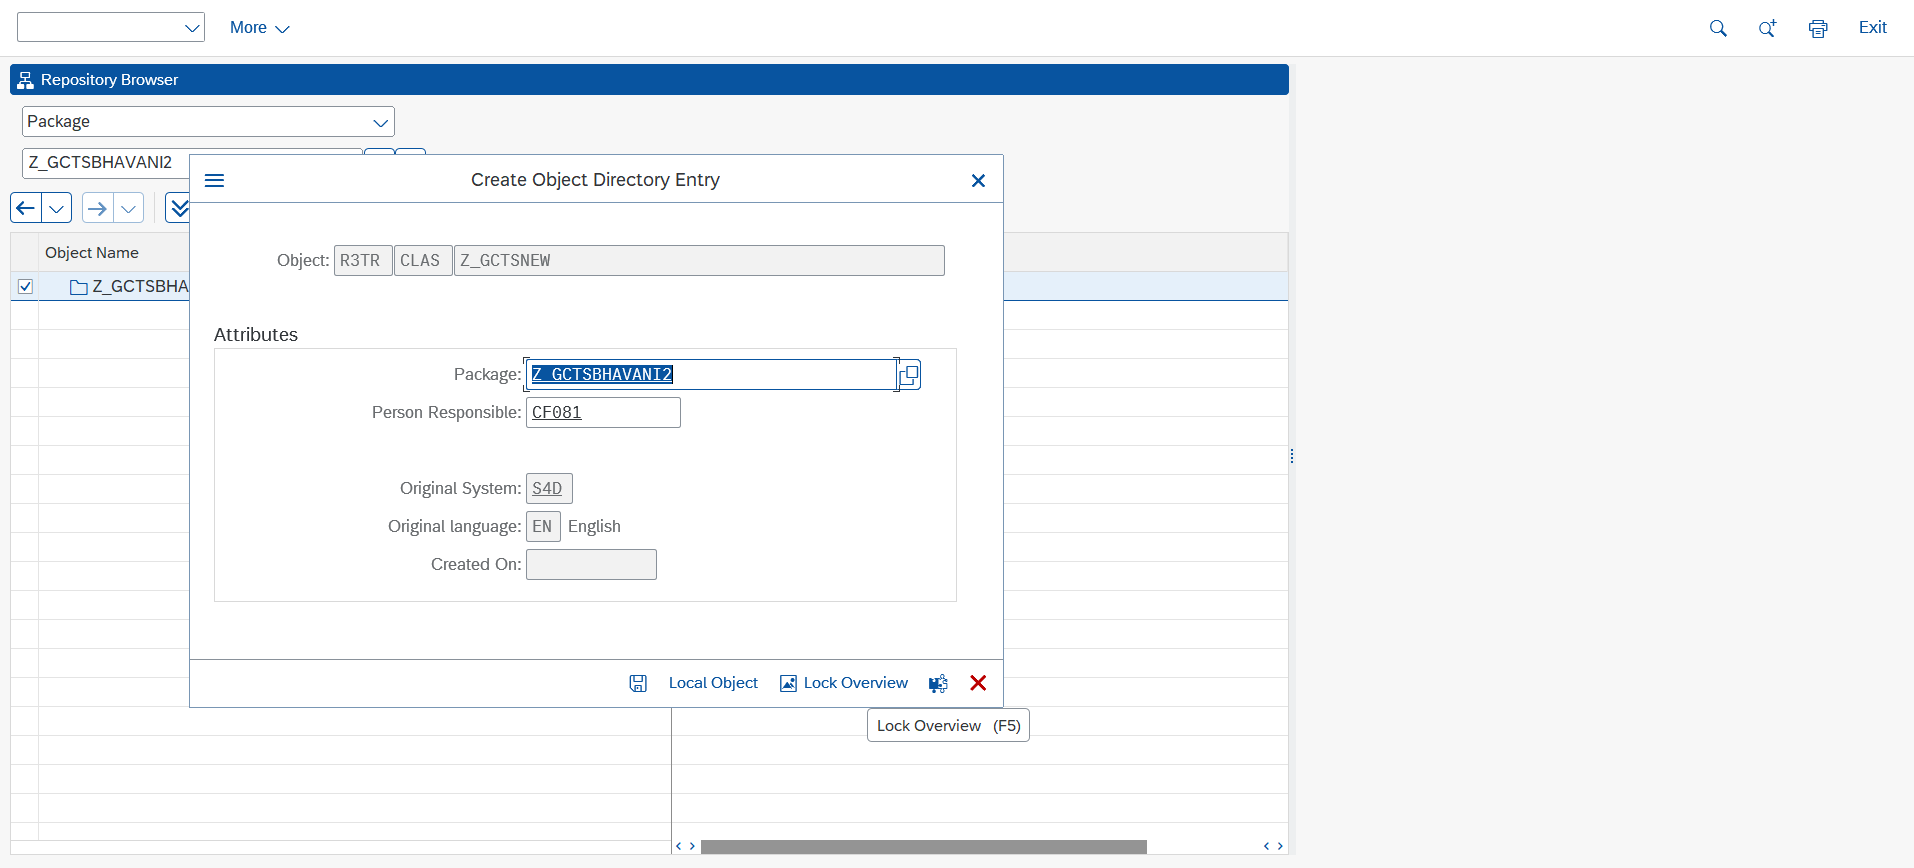 More
Exit
Repository Browser
Package
Z_GCTSBHAVANI2
Create Object Directory Entry
Object: R3TR CLAS Z_GCTSNEW
Object Name
Z_GCTSBHA
Attributes
Package: Z_GCTSBHAVANI2
Person Responsible: CF081
Original System: S4D
Original language: EN English
Created On:
Local Object Lock Overview
Lock Overview (F5)